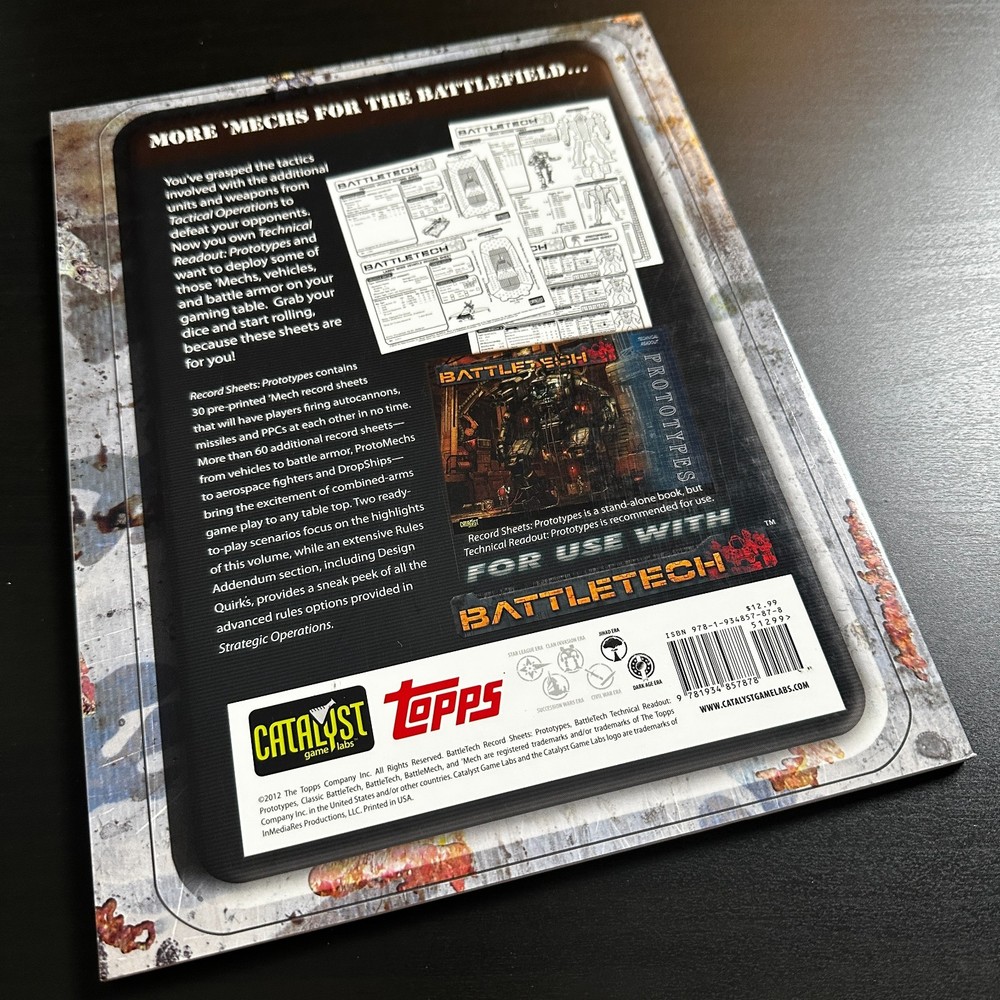 MORE 'MECHS FOR THE BATTLEFIELD...
You've grasped the tactics
involved with the additional
units and weapons from
Tactical Operations to
defeat your opponents.
Now you own Technical
Readout: Prototypes and
want to deploy some of
those 'Mechs, vehicles,
and battle armor on your
gaming table. Grab your
dice and start rolling,
because these sheets are
for you!
BATTLETECH
BATTLETECH
BATTLETECH
Record Sheets: Prototypes contains
30 pre-printed 'Mech record sheets
that will have players firing autocannons,
missiles and PPCs at each other in no time.
More than 60 additional record sheets—
from vehicles to battle armor, ProtoMechs
to aerospace fighters and DropShips—
bring the excitement of combined-arms
game play to any table top. Two ready-
to-play scenarios focus on the highlights
of this volume, while an extensive Rules
Addendum section, including Design
Quirks, provides a sneak peek of all the
advanced rules options provided in
Strategic Operations.
BATTLETECH
PROTOTYPES
Record Sheets: Prototypes is a stand-alone book, but
Technical Readout: Prototypes is recommended for use.
FOR USE WITH
BATTLETECH™
CATALYST
game labs™
TOPPS
STAR LEAGUE ERA
CLAN INVASION ERA
JIHAD ERA
SUCCESSION WARS ERA
CIVIL WAR ERA
DARK AGE ERA
$12.99
ISBN 978-1-934857-87-8
51299>
9 781934 857878
WWW.CATALYSTGAMELABS.COM
©2012 The Topps Company Inc. All Rights Reserved. BattleTech Record Sheets: Prototypes, BattleTech Technical Readout:
Prototypes, Classic BattleTech, BattleTech, BattleMech, and 'Mech are registered trademarks and/or trademarks of The Topps
Company Inc. in the United States and/or other countries. Catalyst Game Labs and the Catalyst Game Labs logo are trademarks of
InMediaRes Productions, LLC. Printed in USA.